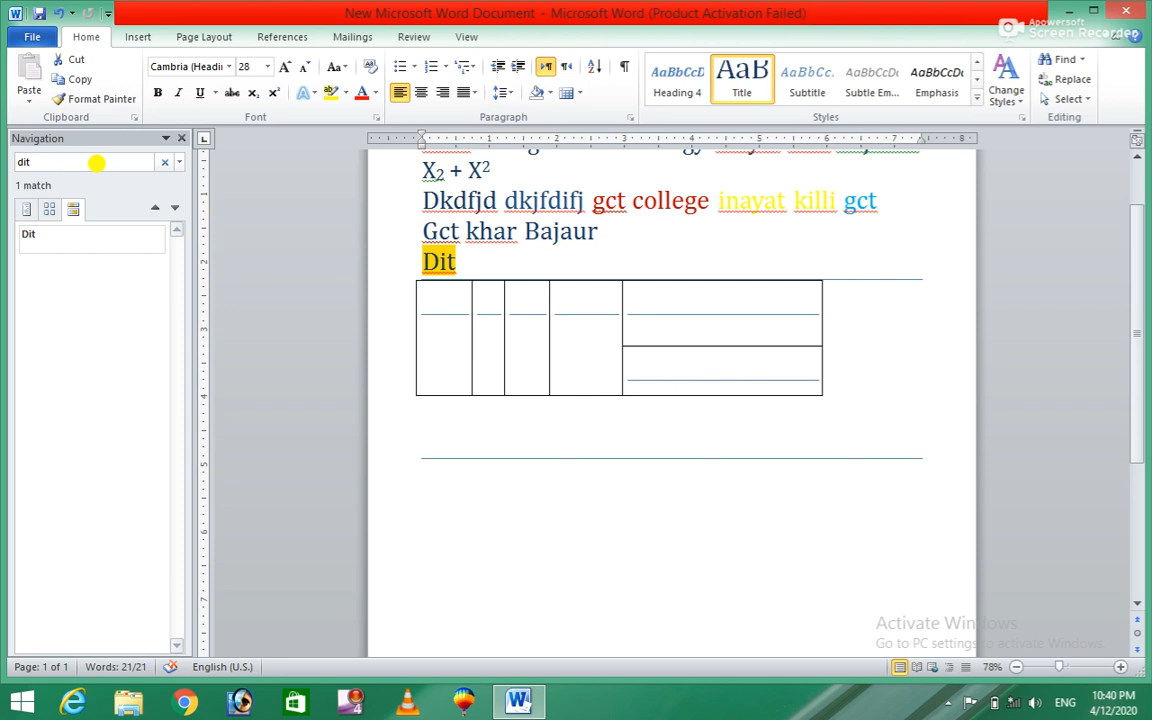 New Microsoft Word Document - Microsoft Word (Product Activation Failed)
Apowersoft
Screen Recorder
File Home Insert Page Layout References Mailings Review View
Paste
Cut
Copy
Format Painter
Clipboard
Cambria (Headi 28
Font
Paragraph
AaBbCcD AaB AaBbCc. AaBbCcDc AaBbCcDc
Heading 4 Title Subtitle Subtle Em... Emphasis
Styles
Change
Styles
Find
Replace
Select
Editing
Navigation
dit
1 match
Dit
X2 + X2
Dkdfjd dkjfdifj gct college inayat killi gct
Gct khar Bajaur
Dit
Activate Windows
Go to PC settings to activate Windows.
Page: 1 of 1 Words: 21/21 English (U.S.) 78%
ENG
10:40 PM
4/12/2020